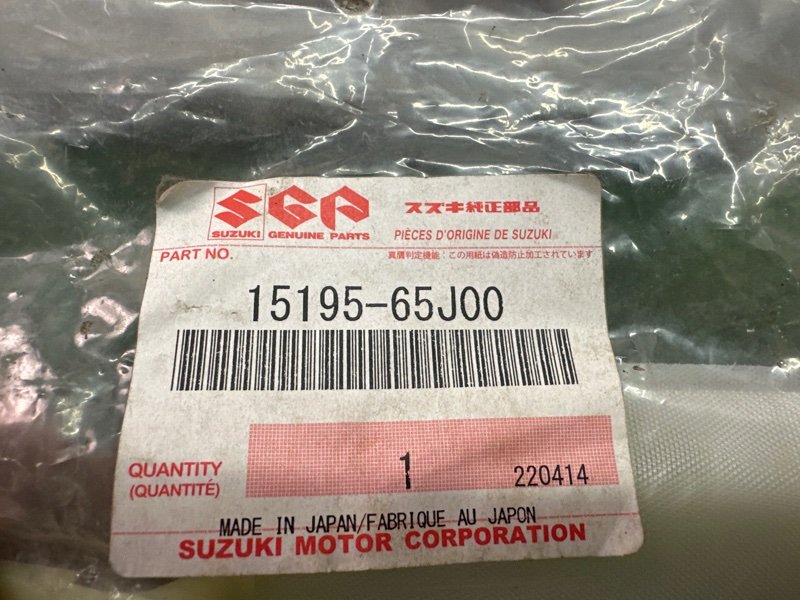 SGP スズキ純正部品
SUZUKI GENUINE PARTS PIÈCES D'ORIGINE DE SUZUKI
PART NO. 真贋判定機能：この用紙は偽造防止加工されています
15195-65J00
QUANTITY 1 220414
(QUANTITÉ)
MADE IN JAPAN/FABRIQUE AU JAPON
SUZUKI MOTOR CORPORATION